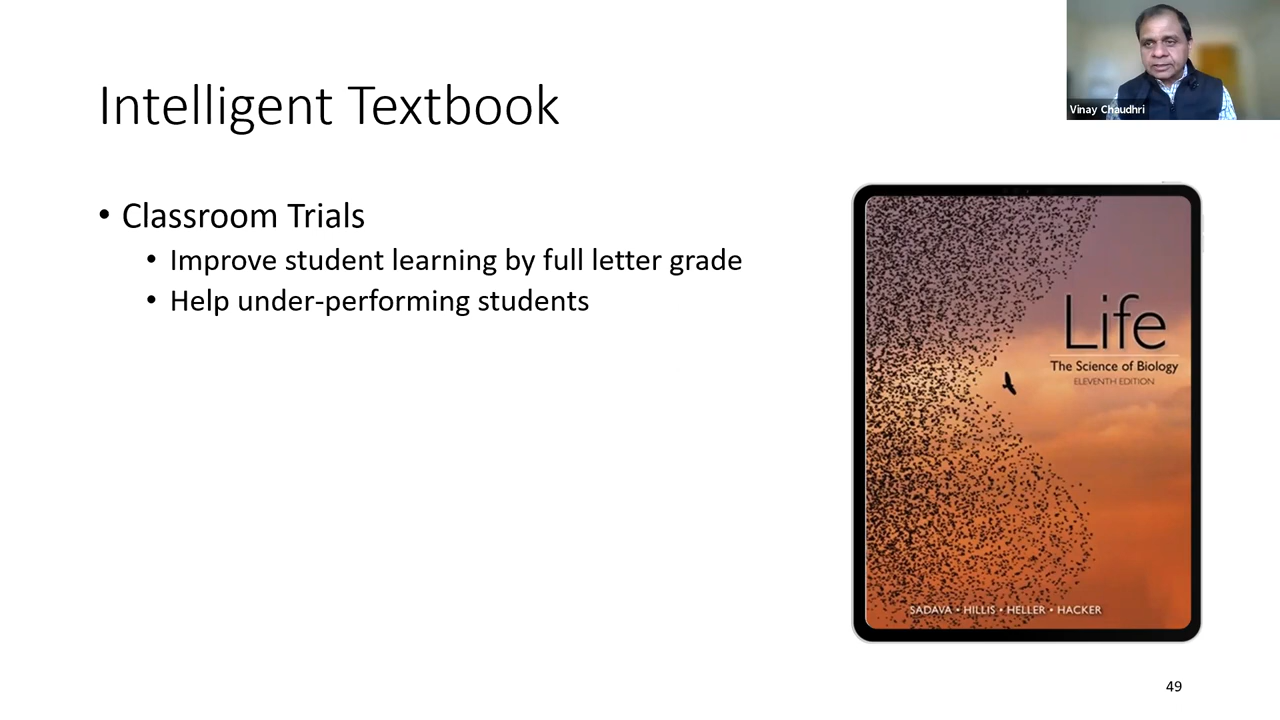 Intelligent Textbook
Vinay Chaudhri
• Classroom Trials
• Improve student learning by full letter grade
• Help under-performing students
Life
The Science of Biology
ELEVENTH EDITION
SADAVA • HILLIS • HELLER • HACKER
49